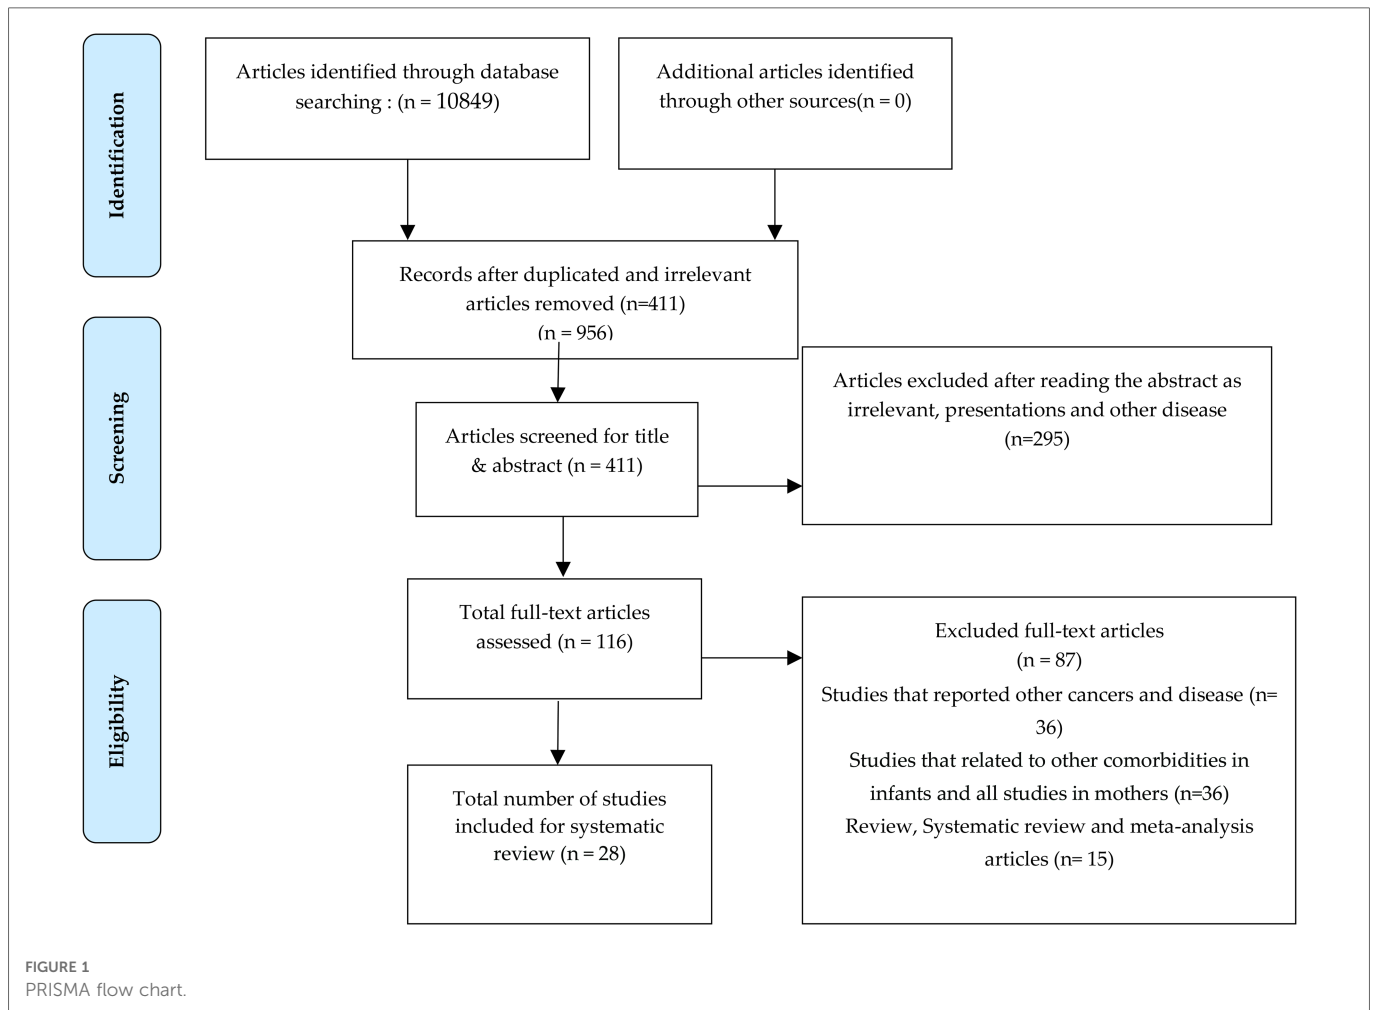 Identification
Articles identified through database
searching : (n = 10849)
Additional articles identified
through other sources(n = 0)
Records after duplicated and irrelevant
articles removed (n=411)
(n = 956)
Screening
Articles screened for title
& abstract (n = 411)
Articles excluded after reading the abstract as
irrelevant, presentations and other disease
(n=295)
Eligibility
Total full-text articles
assessed (n = 116)
Excluded full-text articles
(n = 87)
Studies that reported other cancers and disease (n=
36)
Studies that related to other comorbidities in
infants and all studies in mothers (n=36)
Review, Systematic review and meta-analysis
articles (n= 15)
Total number of studies
included for systematic
review (n = 28)
FIGURE 1
PRISMA flow chart.